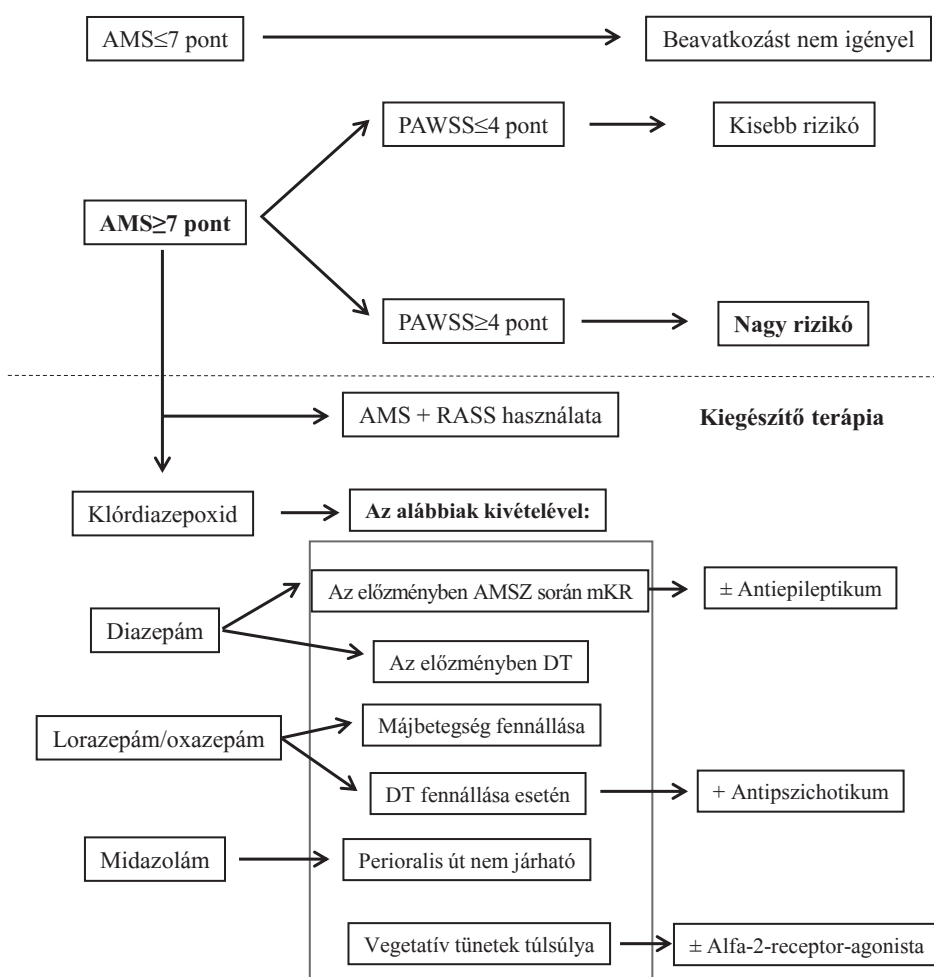 AMS≤7 pont
Beavatkozást nem igényel
PAWSS≤4 pont
Kisebb rizikó
AMS≥7 pont
PAWSS≥4 pont
Nagy rizikó
AMS + RASS használata
Kiegészítő terápia
Klórdiazepoxid
Az alábbiak kivételével:
Az előzményben AMSZ során mKR
± Antiepileptikum
Diazepám
Az előzményben DT
Májbetegség fennállása
Lorazepám/oxazepám
DT fennállása esetén
+ Antipszichotikum
Midazolám
Perioralis út nem járható
Vegetatív tünetek túlsúlya
± Alfa-2-receptor-agonista